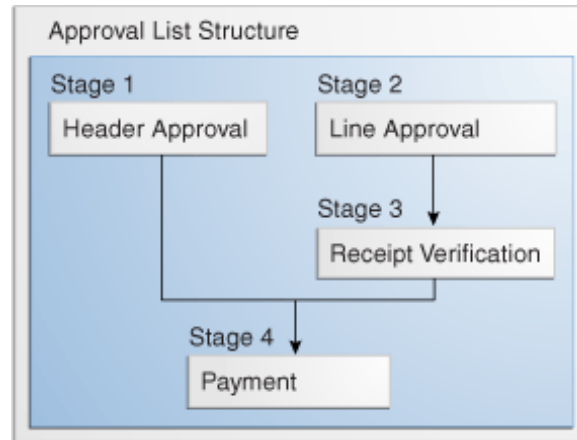 Approval List Structure
Stage 1
Header Approval
Stage 2
Line Approval
Stage 3
Receipt Verification
Stage 4
Payment